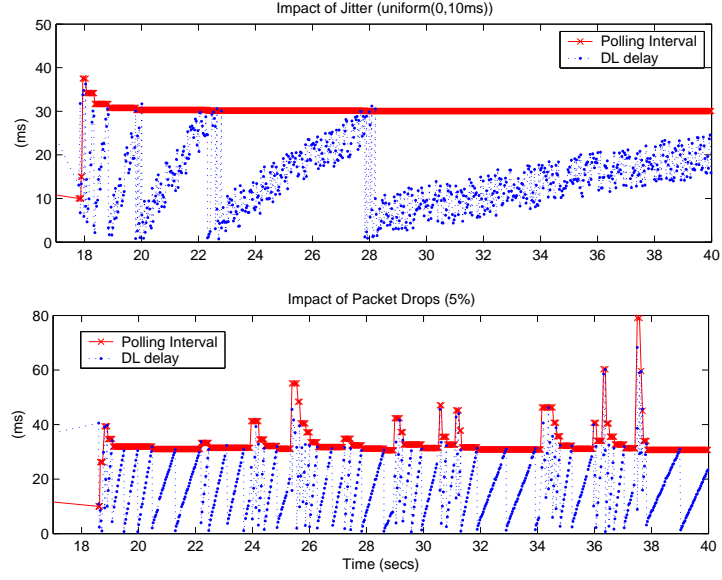 Impact of Jitter (uniform(0,10ms))
50
40
30
20
10
0
(ms)
Polling Interval
DL delay
18 20 22 24 26 28 30 32 34 36 38 40
Impact of Packet Drops (5%)
80
60
40
20
0
(ms)
Polling Interval
DL delay
18 20 22 24 26 28 30 32 34 36 38 40
Time (secs)